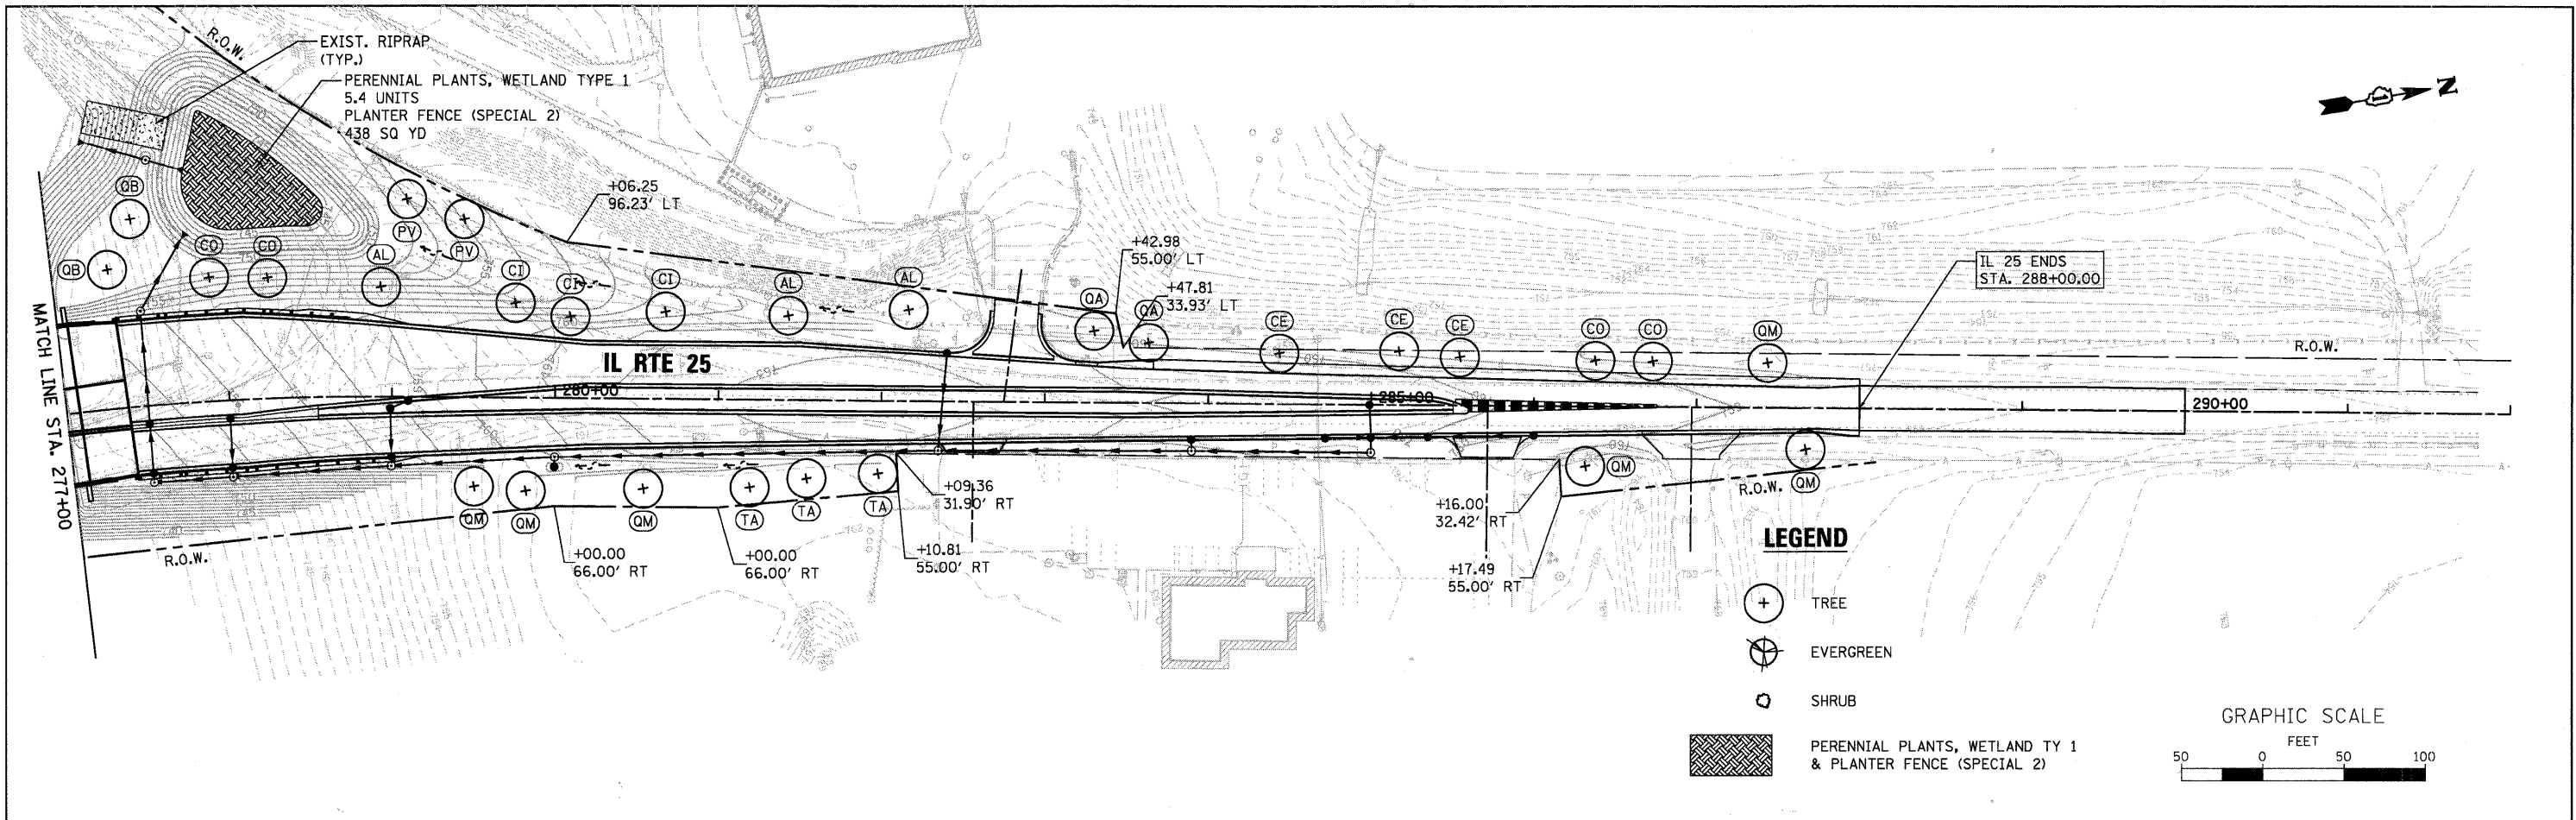 R.O.W.
EXIST. RIPRAP
(TYP.)
PERENNIAL PLANTS, WETLAND TYPE 1
5.4 UNITS
PLANTER FENCE (SPECIAL 2)
438 SQ YD
N
QB
QB
CO
CO
AL
PV
PV
CI
CI
CI
AL
AL
+06.25
96.23' LT
QA
QA
+42.98
55.00' LT
+47.81
33.93' LT
CE
CE
CE
CO
CO
QM
IL 25 ENDS
STA. 288+00.00
R.O.W.
MATCH LINE STA. 277+00
IL RTE 25
280+00
285+00
290+00
QM
QM
QM
TA
TA
TA
QM
QM
R.O.W.
R.O.W.
+00.00
66.00' RT
+00.00
66.00' RT
+09.36
31.90' RT
+10.81
55.00' RT
+16.00
32.42' RT
+17.49
55.00' RT
LEGEND
TREE
EVERGREEN
SHRUB
PERENNIAL PLANTS, WETLAND TY 1
& PLANTER FENCE (SPECIAL 2)
GRAPHIC SCALE
FEET
50 0 50 100